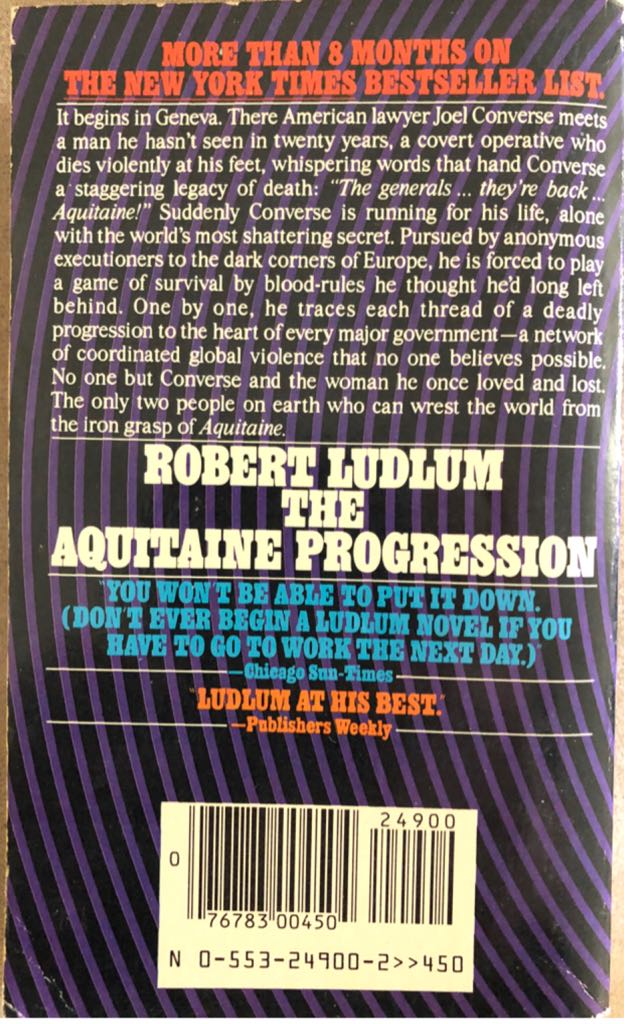 MORE THAN 8 MONTHS ON
THE NEW YORK TIMES BESTSELLER LIST.
It begins in Geneva. There American lawyer Joel Converse meets
a man he hasn't seen in twenty years, a covert operative who
dies violently at his feet, whispering words that hand Converse
a staggering legacy of death: "The generals ... they're back ...
Aquitaine!" Suddenly Converse is running for his life, alone
with the world's most shattering secret. Pursued by anonymous
executioners to the dark corners of Europe, he is forced to play
a game of survival by blood-rules he thought he'd long left
behind. One by one, he traces each thread of a deadly
progression to the heart of every major government—a network
of coordinated global violence that no one believes possible.
No one but Converse and the woman he once loved and lost.
The only two people on earth who can wrest the world from
the iron grasp of Aquitaine.
ROBERT LUDLUM
THE
AQUITAINE PROGRESSION
"YOU WON'T BE ABLE TO PUT IT DOWN.
(DON'T EVER BEGIN A LUDLUM NOVEL IF YOU
HAVE TO GO TO WORK THE NEXT DAY.)"
—Chicago Sun-Times
"LUDLUM AT HIS BEST."
—Publishers Weekly
24900
0
76783 00450
N 0-553-24900-2>>450